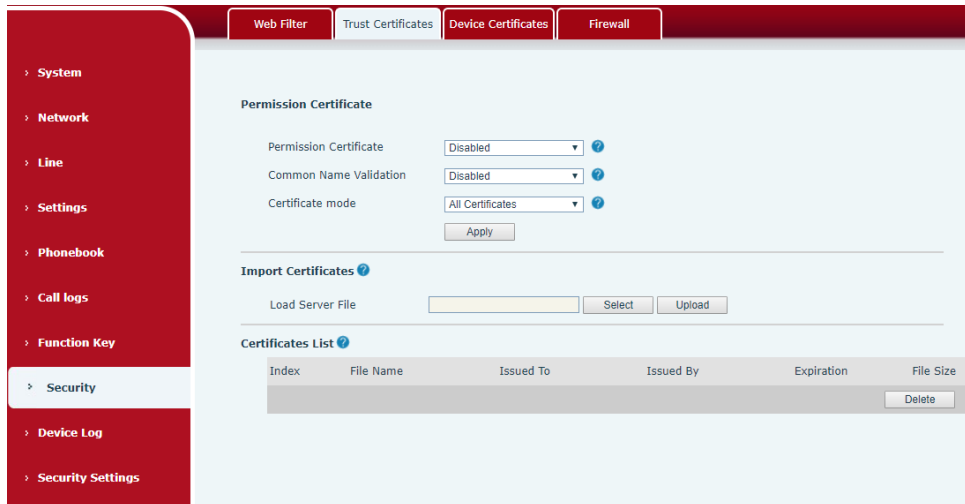 Web Filter Trust Certificates Device Certificates Firewall
System
Network
Line
Settings
Phonebook
Call logs
Function Key
Security
Device Log
Security Settings
Permission Certificate
Permission Certificate Disabled
Common Name Validation Disabled
Certificate mode All Certificates
Apply
Import Certificates
Load Server File Select Upload
Certificates List
Index File Name Issued To Issued By Expiration File Size
Delete